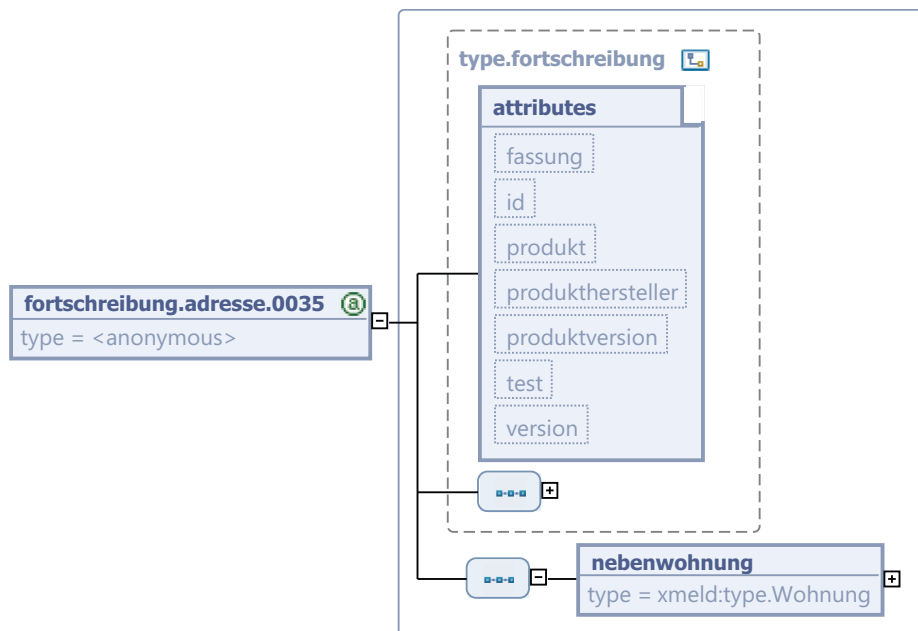 type.fortschreibung
attributes
fassung
id
produkt
produkthersteller
produktversion
test
version
fortschreibung.adresse.0035 @
type = <anonymous>
nebenwohnung
type = xmeld:type.Wohnung